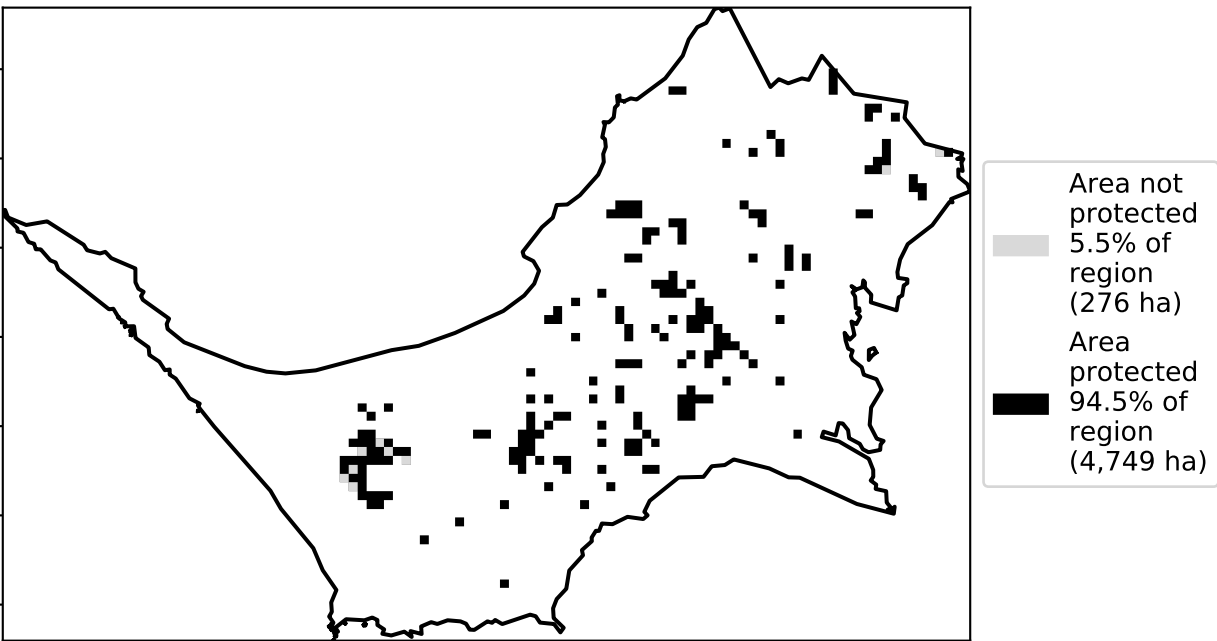 Area not
protected
5.5% of
region
(276 ha)
Area
protected
94.5% of
region
(4,749 ha)